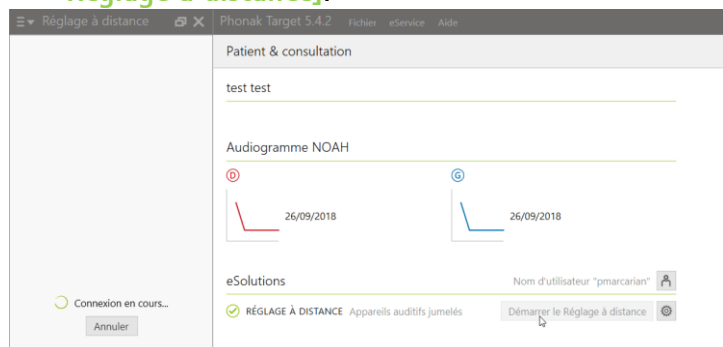 Réglage à distance].
Réglage à distance Phonak Target 5.4.2 Fichier eService Aide
Patient & consultation
test test
Audiogramme NOAH
D G
26/09/2018 26/09/2018
eSolutions Nom d'utilisateur "pmarcarian"
Connexion en cours...
RÉGLAGE À DISTANCE Appareils auditifs jumelés Démarrer le Réglage à distance
Annuler